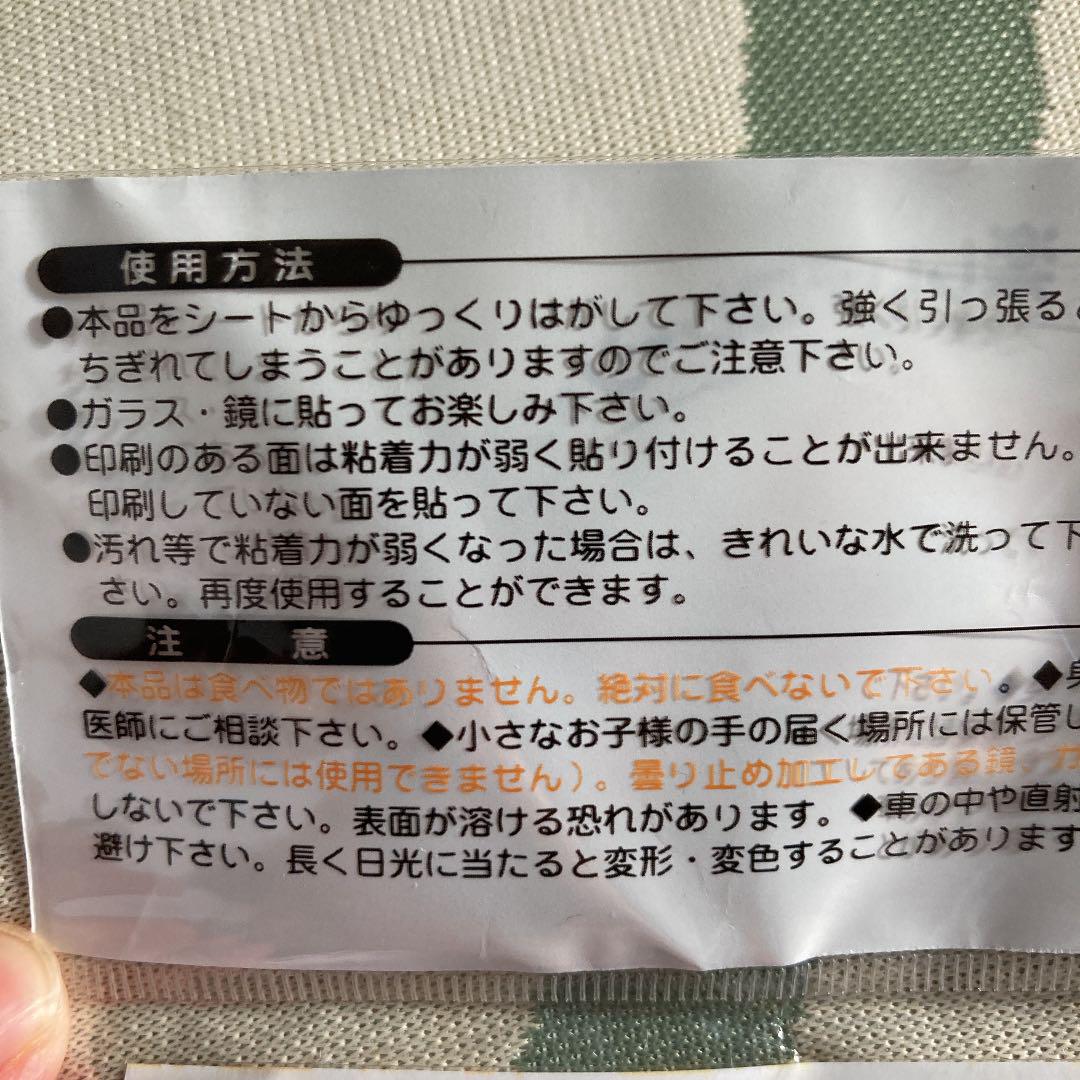 使用方法
●本品をシートからゆっくりはがして下さい。強く引っ張ると
ちぎれてしまうことがありますのでご注意下さい。
●ガラス・鏡に貼ってお楽しみ下さい。
●印刷のある面は粘着力が弱く貼り付けることが出来ません。
印刷していない面を貼って下さい。
●汚れ等で粘着力が弱くなった場合は、きれいな水で洗って下
さい。再度使用することができます。
注 意
◆本品は食べ物ではありません。絶対に食べないで下さい。◆
医師にご相談下さい。◆小さなお子様の手の届く場所には保管し
でない場所には使用できません)。曇り止め加工してある鏡、ガ
しないで下さい。表面が溶ける恐れがあります。◆車の中や直射
避け下さい。長く日光に当たると変形・変色することがあります